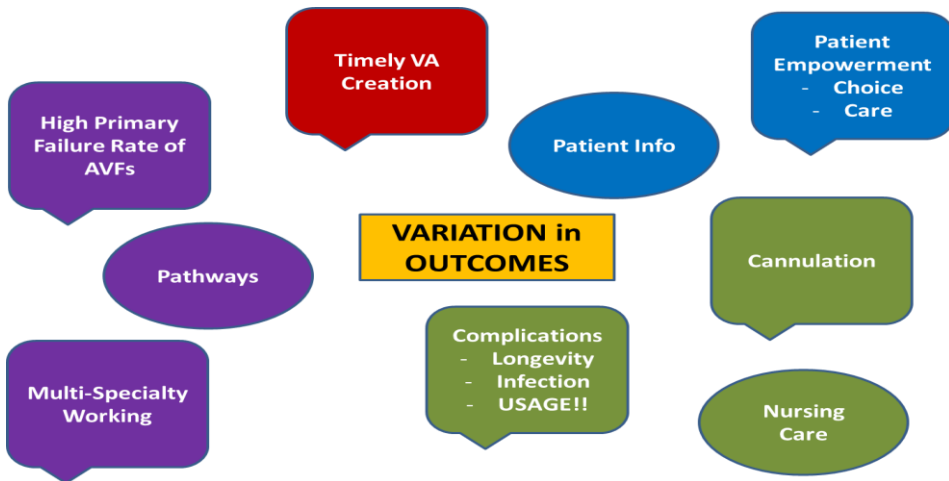 Timely VA
Creation
Patient
Empowerment
- Choice
- Care
High Primary
Failure Rate of
AVFs
Patient Info
VARIATION in
OUTCOMES
Cannulation
Pathways
Complications
- Longevity
- Infection
- USAGE!!
Multi-Specialty
Working
Nursing
Care